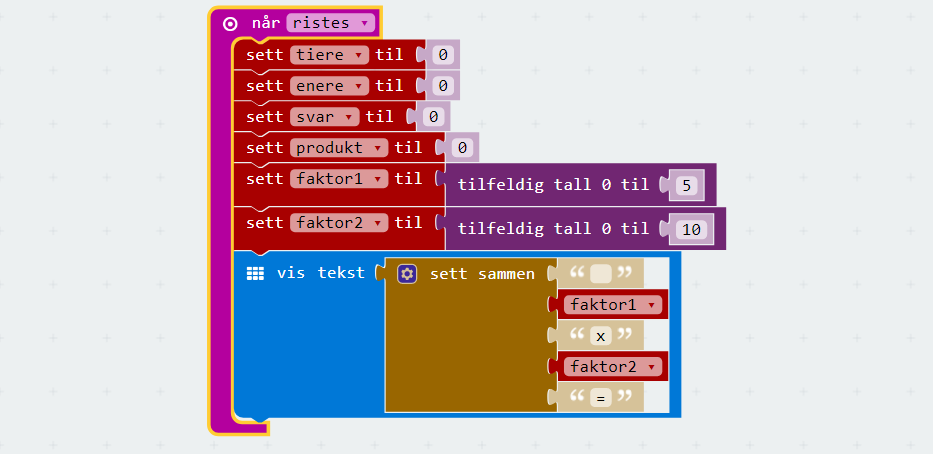 når ristes
sett tiere til 0
sett enere til 0
sett svar til 0
sett produkt til 0
sett faktor1 til tilfeldig tall 0 til 5
sett faktor2 til tilfeldig tall 0 til 10
vis tekst sett sammen “ ”
faktor1
“ x ”
faktor2
“ = ”